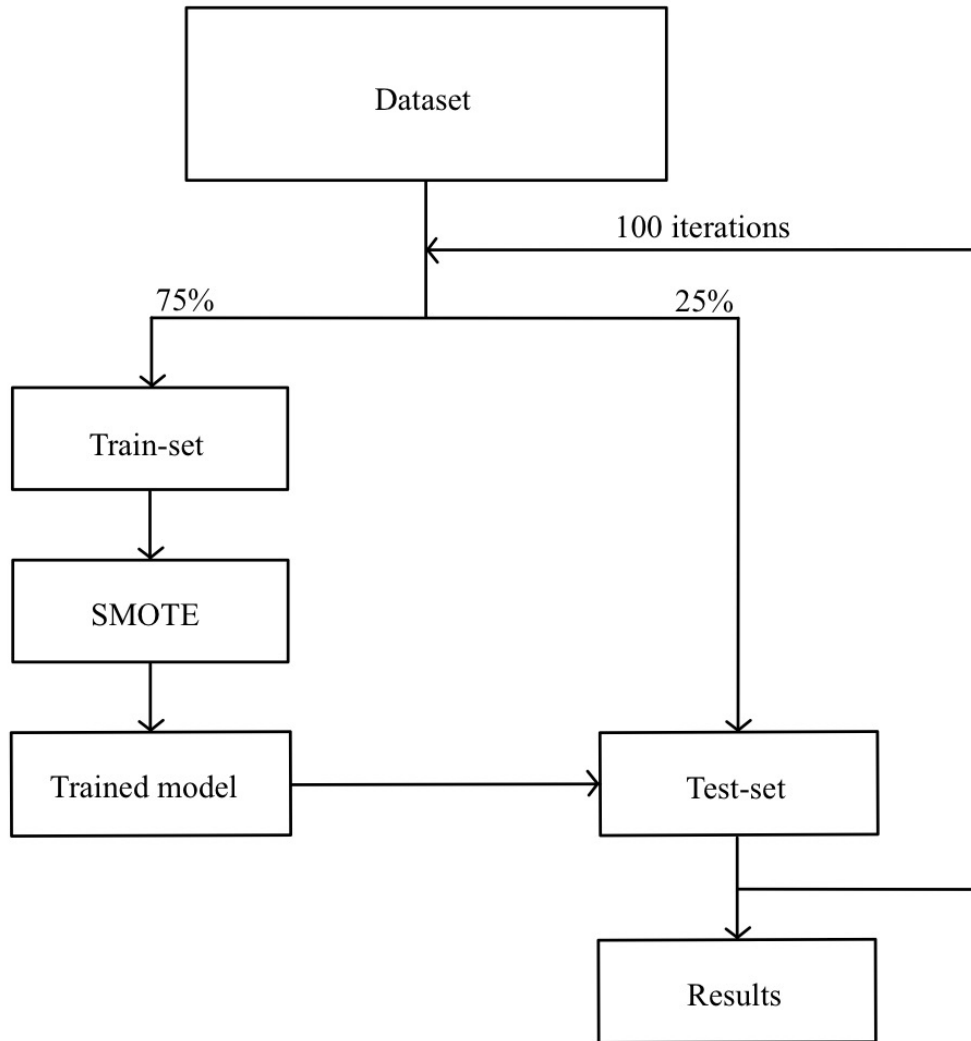 Dataset
100 iterations
75%
25%
Train-set
SMOTE
Trained model
Test-set
Results